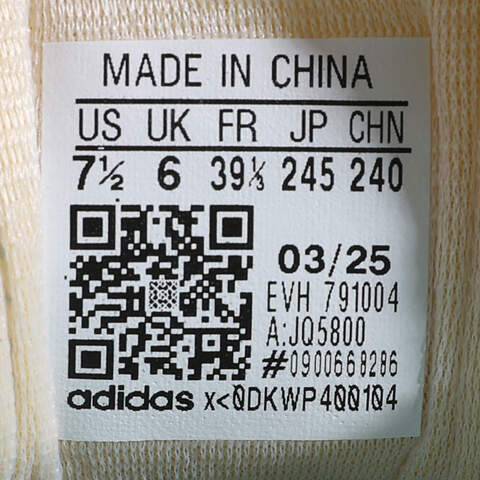 MADE IN CHINA
US UK FR JP CHN
7½ 6 39⅓ 245 240
03/25
EVH 791004
A:JQ5800
#0900668286
adidas X<0DKWP400104